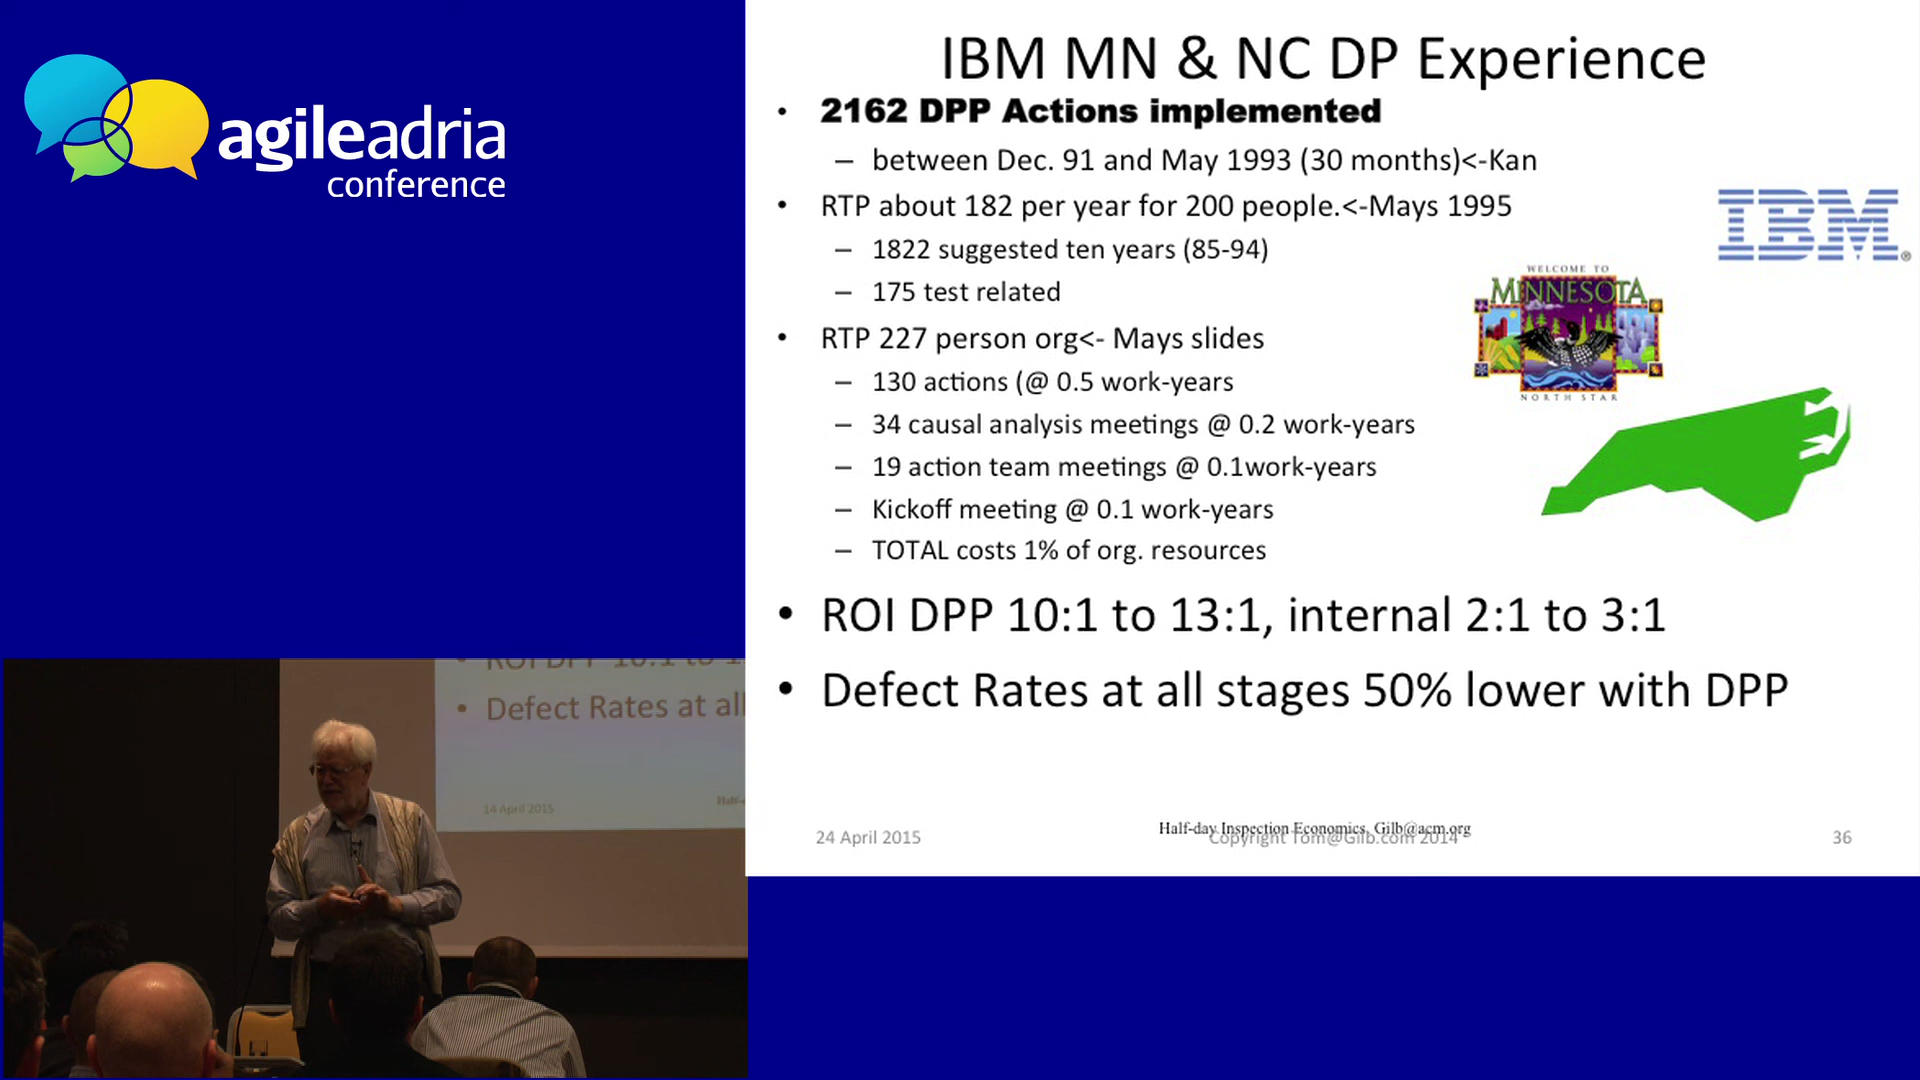 agileadria
conference
IBM MN & NC DP Experience
• 2162 DPP Actions implemented
– between Dec. 91 and May 1993 (30 months)<-Kan
• RTP about 182 per year for 200 people.<-Mays 1995
– 1822 suggested ten years (85-94)
– 175 test related
• RTP 227 person org<- Mays slides
– 130 actions (@ 0.5 work-years
– 34 causal analysis meetings @ 0.2 work-years
– 19 action team meetings @ 0.1work-years
– Kickoff meeting @ 0.1 work-years
– TOTAL costs 1% of org. resources
• ROI DPP 10:1 to 13:1, internal 2:1 to 3:1
• Defect Rates at all stages 50% lower with DPP
IBM®
WELCOME TO
MINNESOTA
NORTH STAR
24 April 2015
Half-day Inspection Economics, Gilb@acm.org
Copyright Tom@Gilb.com 2014
36
• ROI DPP 10:1 to 1
• Defect Rates at all
14 April 2015
Half-